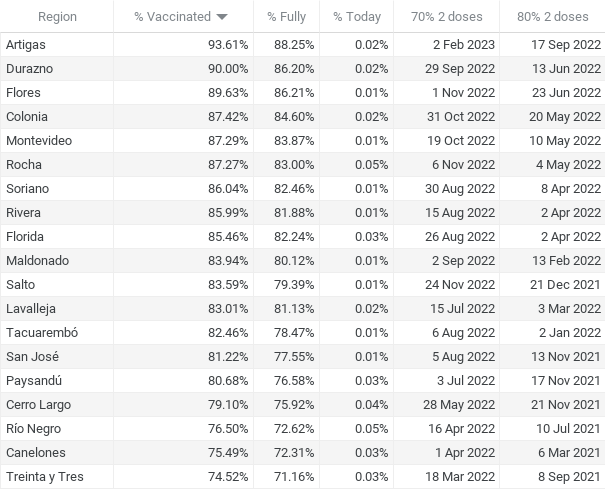 Region % Vaccinated % Fully % Today 70% 2 doses 80% 2 doses
Artigas 93.61% 88.25% 0.02% 2 Feb 2023 17 Sep 2022
Durazno 90.00% 86.20% 0.02% 29 Sep 2022 13 Jun 2022
Flores 89.63% 86.21% 0.01% 1 Nov 2022 23 Jun 2022
Colonia 87.42% 84.60% 0.02% 31 Oct 2022 20 May 2022
Montevideo 87.29% 83.87% 0.01% 19 Oct 2022 10 May 2022
Rocha 87.27% 83.00% 0.05% 6 Nov 2022 4 May 2022
Soriano 86.04% 82.46% 0.01% 30 Aug 2022 8 Apr 2022
Rivera 85.99% 81.88% 0.01% 15 Aug 2022 2 Apr 2022
Florida 85.46% 82.24% 0.03% 26 Aug 2022 2 Apr 2022
Maldonado 83.94% 80.12% 0.01% 2 Sep 2022 13 Feb 2022
Salto 83.59% 79.39% 0.01% 24 Nov 2022 21 Dec 2021
Lavalleja 83.01% 81.13% 0.02% 15 Jul 2022 3 Mar 2022
Tacuarembó 82.46% 78.47% 0.01% 6 Aug 2022 2 Jan 2022
San José 81.22% 77.55% 0.01% 5 Aug 2022 13 Nov 2021
Paysandú 80.68% 76.58% 0.03% 3 Jul 2022 17 Nov 2021
Cerro Largo 79.10% 75.92% 0.04% 28 May 2022 21 Nov 2021
Río Negro 76.50% 72.62% 0.05% 16 Apr 2022 10 Jul 2021
Canelones 75.49% 72.31% 0.03% 1 Apr 2022 6 Mar 2021
Treinta y Tres 74.52% 71.16% 0.03% 18 Mar 2022 8 Sep 2021